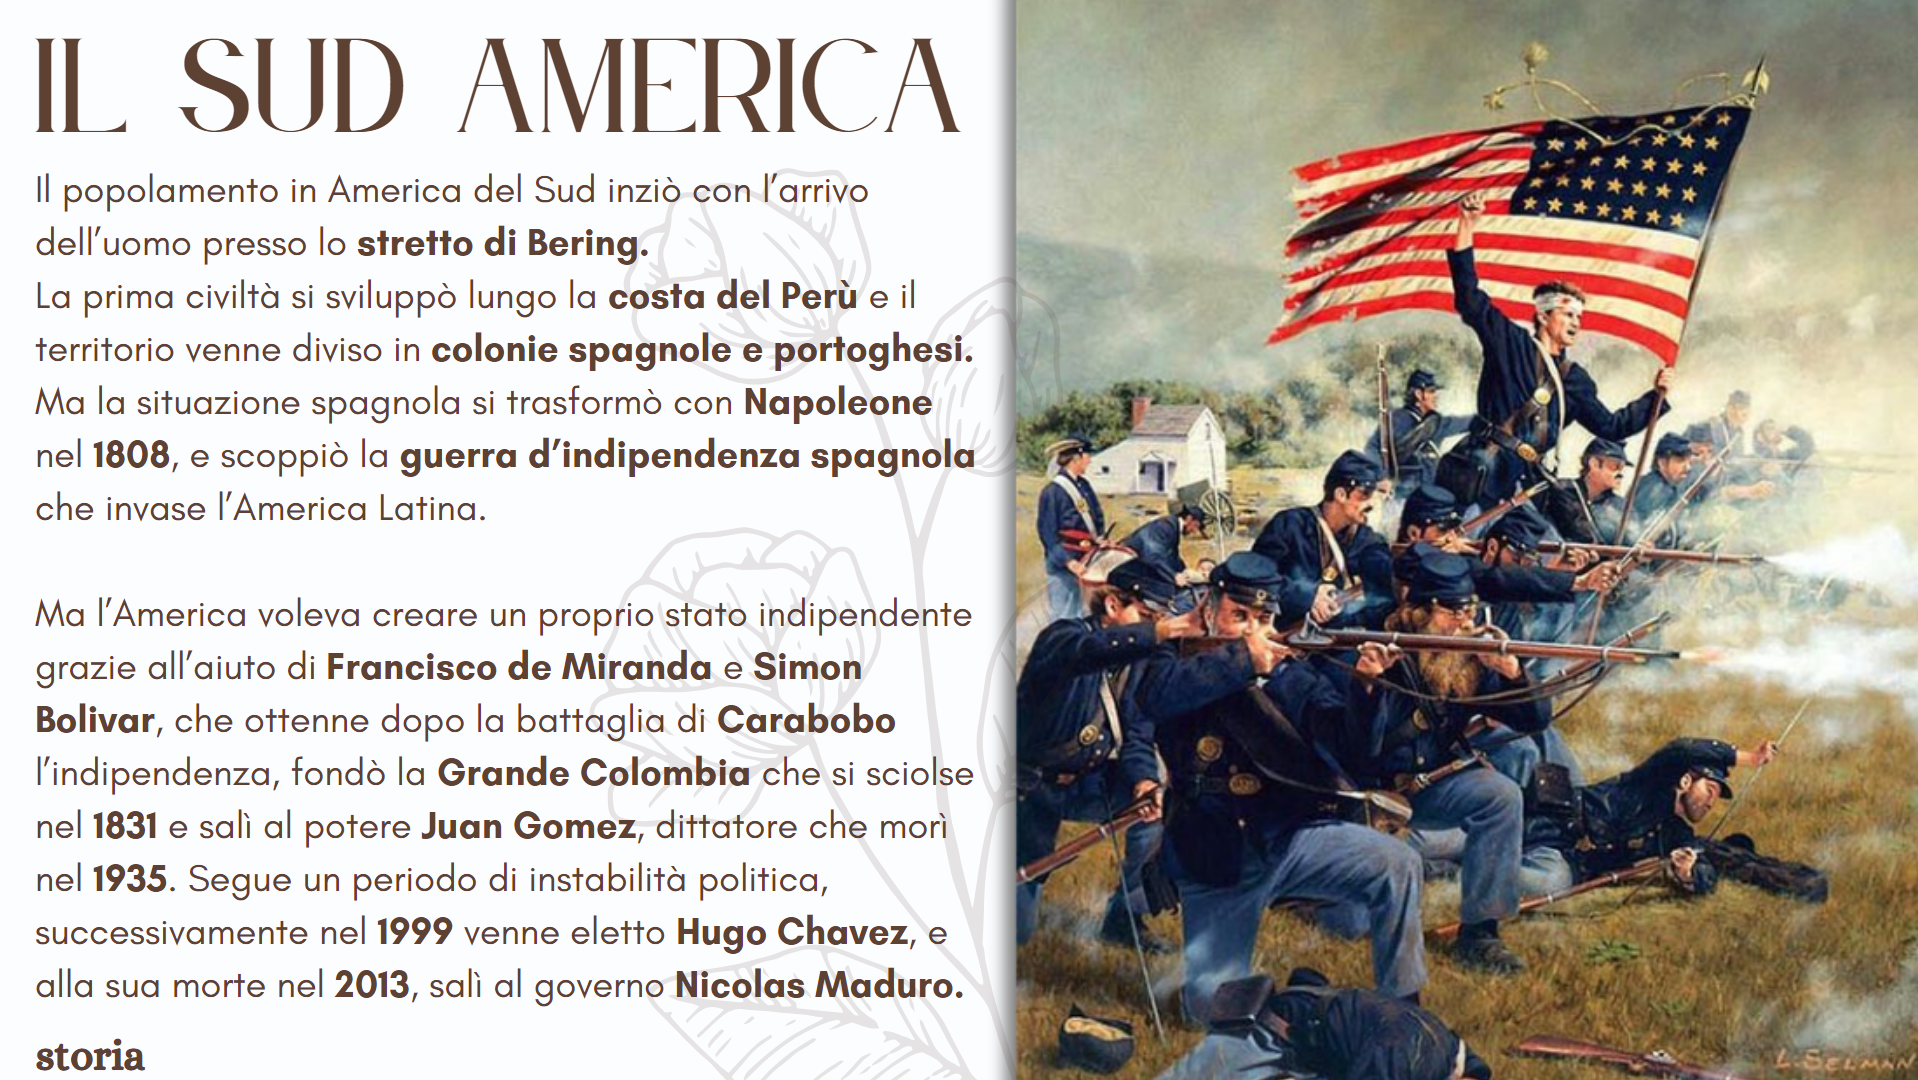 IL SUD AMERICA
Il popolamento in America del Sud inziò con l'arrivo
dell'uomo presso lo stretto di Bering.
La prima civiltà si sviluppò lungo la costa del Perù e il
territorio venne diviso in colonie spagnole e portoghesi.
Ma la situazione spagnola si trasformò con Napoleone
nel 1808, e scoppiò la guerra d'indipendenza spagnola
che invase l'America Latina.
Ma l'America voleva creare un proprio stato indipendente
grazie all'aiuto di Francisco de Miranda e Simon
Bolivar, che ottenne dopo la battaglia di Carabobo
l'indipendenza, fondò la Grande Colombia che si sciolse
nel 1831 e salì al potere Juan Gomez, dittatore che morì
nel 1935. Segue un periodo di instabilità politica,
successivamente nel 1999 venne eletto Hugo Chavez, e
alla sua morte nel 2013, salì al governo Nicolas Maduro.
storia
L. SELMAN